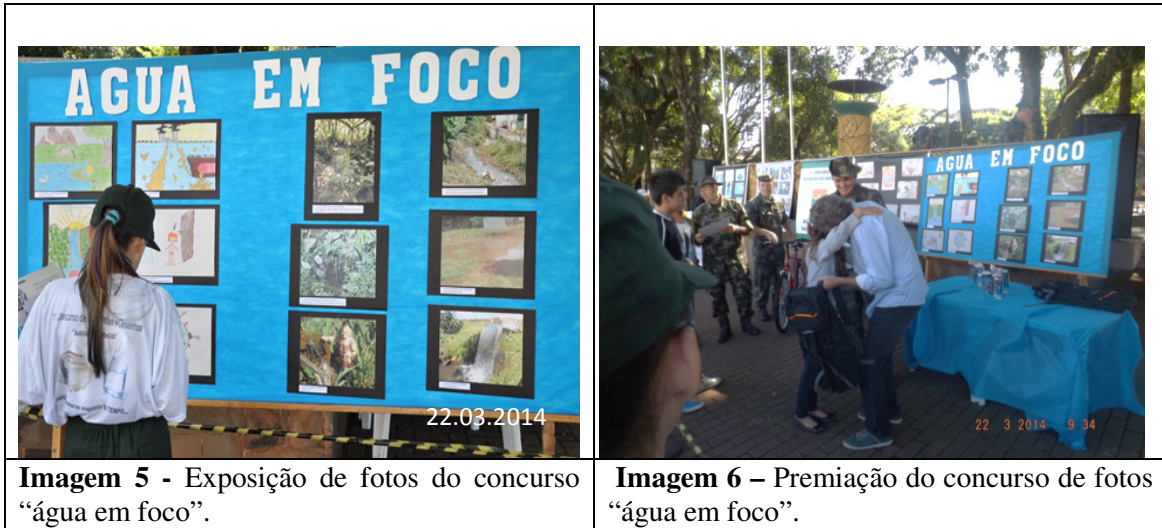 AGUA EM FOCO
22.03.2014
AGUA EM FOCO
22 3 2014 9 34
Imagem 5 - Exposição de fotos do concurso
“água em foco”.
Imagem 6 – Premiação do concurso de fotos
“água em foco”.